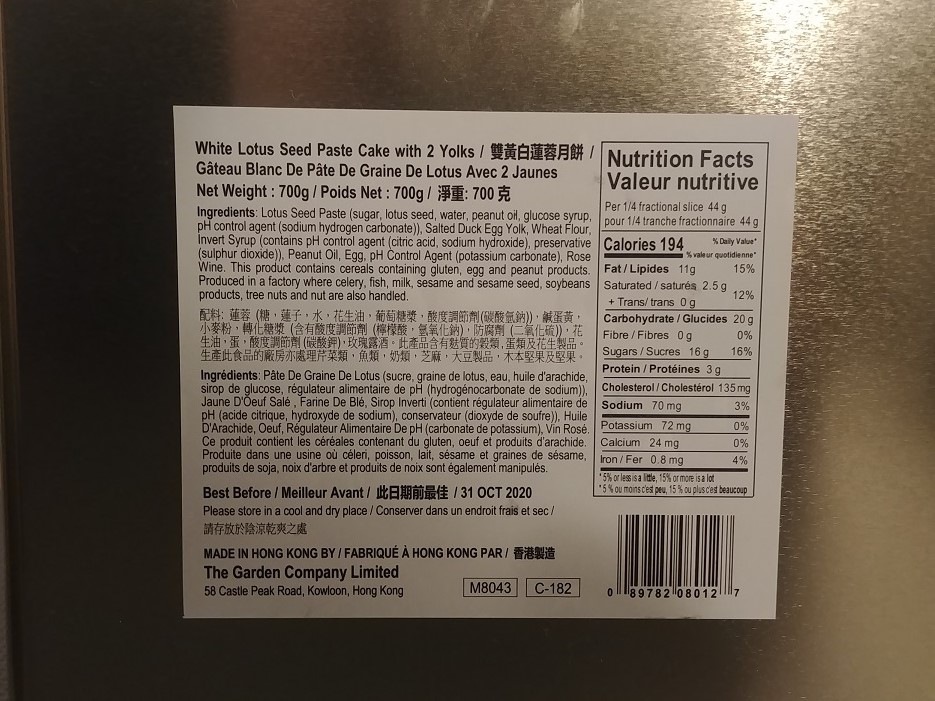 White Lotus Seed Paste Cake with 2 Yolks / 雙黃白蓮蓉月餅 /
Gâteau Blanc De Pâte De Graine De Lotus Avec 2 Jaunes
Net Weight : 700g / Poids Net : 700g / 淨重: 700 克
Ingredients: Lotus Seed Paste (sugar, lotus seed, water, peanut oil, glucose syrup,
pH control agent (sodium hydrogen carbonate)), Salted Duck Egg Yolk, Wheat Flour,
Invert Syrup (contains pH control agent (citric acid, sodium hydroxide), preservative
(sulphur dioxide)), Peanut Oil, Egg, pH Control Agent (potassium carbonate), Rose
Wine. This product contains cereals containing gluten, egg and peanut products.
Produced in a factory where celery, fish, milk, sesame and sesame seed, soybeans
products, tree nuts and nut are also handled.
配料: 蓮蓉 (糖，蓮子，水，花生油，葡萄糖漿，酸度調節劑(碳酸氫鈉))，鹹蛋黃，
小麥粉，轉化糖漿 (含有酸度調節劑 (檸檬酸，氫氧化鈉)，防腐劑 (二氧化硫))，花
生油，蛋，酸度調節劑 (碳酸鉀)，玫瑰露酒。此產品含有麩質的穀類,蛋類及花生製品。
生產此食品的廠房亦處理芹菜類，魚類，奶類，芝麻，大豆製品，木本堅果及堅果。
Ingrédients: Pâte De Graine De Lotus (sucre, graine de lotus, eau, huile d'arachide,
sirop de glucose, régulateur alimentaire de pH (hydrogénocarbonate de sodium)),
Jaune D'Oeuf Salé , Farine De Blé, Sirop Inverti (contient régulateur alimentaire de
pH (acide citrique, hydroxyde de sodium), conservateur (dioxyde de soufre)), Huile
D'Arachide, Oeuf, Régulateur Alimentaire De pH (carbonate de potassium), Vin Rosé.
Ce produit contient les céréales contenant du gluten, oeuf et produits d'arachide.
Produite dans une usine où céleri, poisson, lait, sésame et graines de sésame,
produits de soja, noix d'arbre et produits de noix sont également manipulés.
Best Before / Meilleur Avant / 此日期前最佳 / 31 OCT 2020
Please store in a cool and dry place / Conserver dans un endroit frais et sec /
請存放於陰涼乾爽之處
MADE IN HONG KONG BY / FABRIQUÉ À HONG KONG PAR / 香港製造
The Garden Company Limited
58 Castle Peak Road, Kowloon, Hong Kong
M8043 C-182
Nutrition Facts
Valeur nutritive
Per 1/4 fractional slice 44 g
pour 1/4 tranche fractionnaire 44 g
Calories 194 % Daily Value*
% valeur quotidienne*
Fat / Lipides 11g 15%
Saturated / saturés 2.5 g
+ Trans/ trans 0 g 12%
Carbohydrate / Glucides 20 g
Fibre / Fibres 0 g 0%
Sugars / Sucres 16 g 16%
Protein / Protéines 3 g
Cholesterol / Cholestérol 135 mg
Sodium 70 mg 3%
Potassium 72 mg 0%
Calcium 24 mg 0%
Iron / Fer 0.8 mg 4%
* 5% or less is a little, 15% or more is a lot
* 5 % ou moins c'est peu, 15 % ou plus c'est beaucoup
0 89782 08012 7